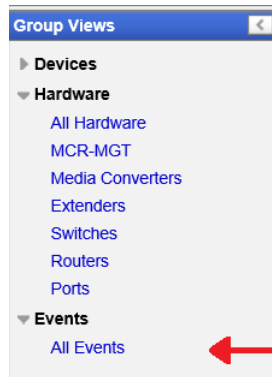 Group Views
Devices
Hardware
All Hardware
MCR-MGT
Media Converters
Extenders
Switches
Routers
Ports
Events
All Events